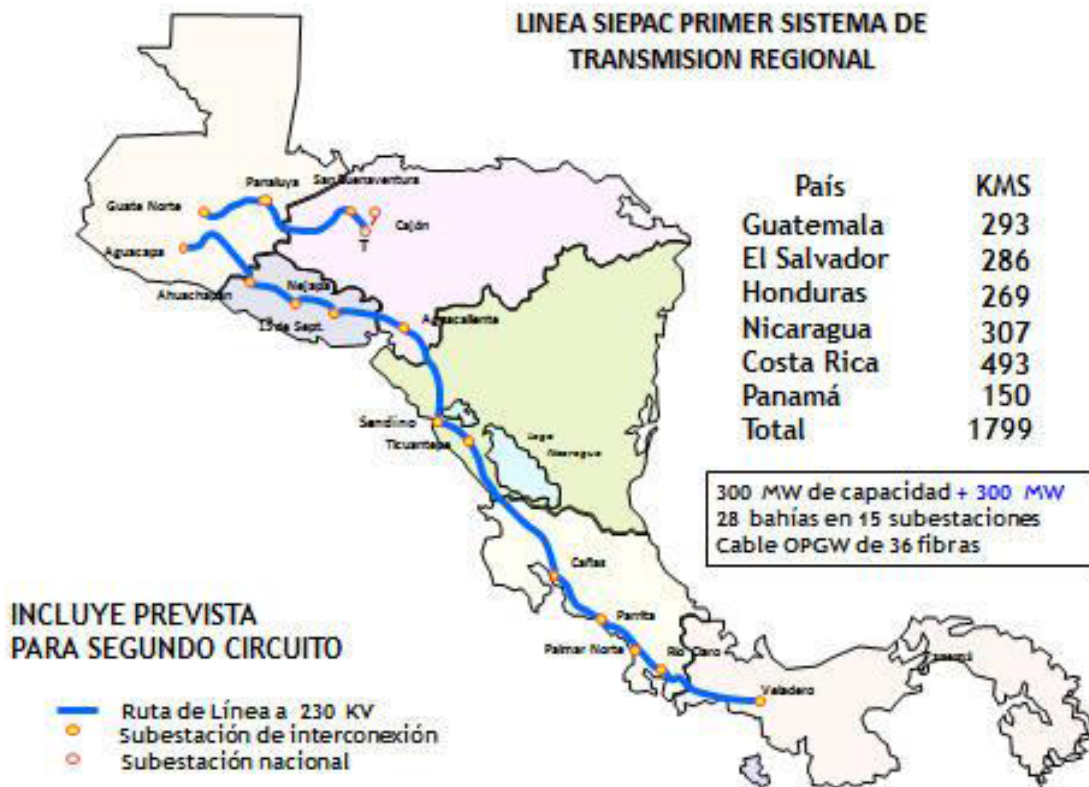 LINEA SIEPAC PRIMER SISTEMA DE
TRANSMISION REGIONAL
País KMS
Guatemala 293
El Salvador 286
Honduras 269
Nicaragua 307
Costa Rica 493
Panamá 150
Total 1799
300 MW de capacidad + 300 MW
28 bahías en 15 subestaciones
Cable OPGW de 36 fibras
Panaluya
San Buenaventura
Guate Norte
Cajón
T
Aguacapa
Ahuachapán
Nejapa
15 de Sept.
Aguacaliente
Sandino
Ticuantepe
Lago
Nicaragua
Cañas
Parrita
Palmar Norte
Rio Claro
Veladero
Panamá
INCLUYE PREVISTA
PARA SEGUNDO CIRCUITO
Ruta de Línea a 230 KV
Subestación de interconexión
Subestación nacional